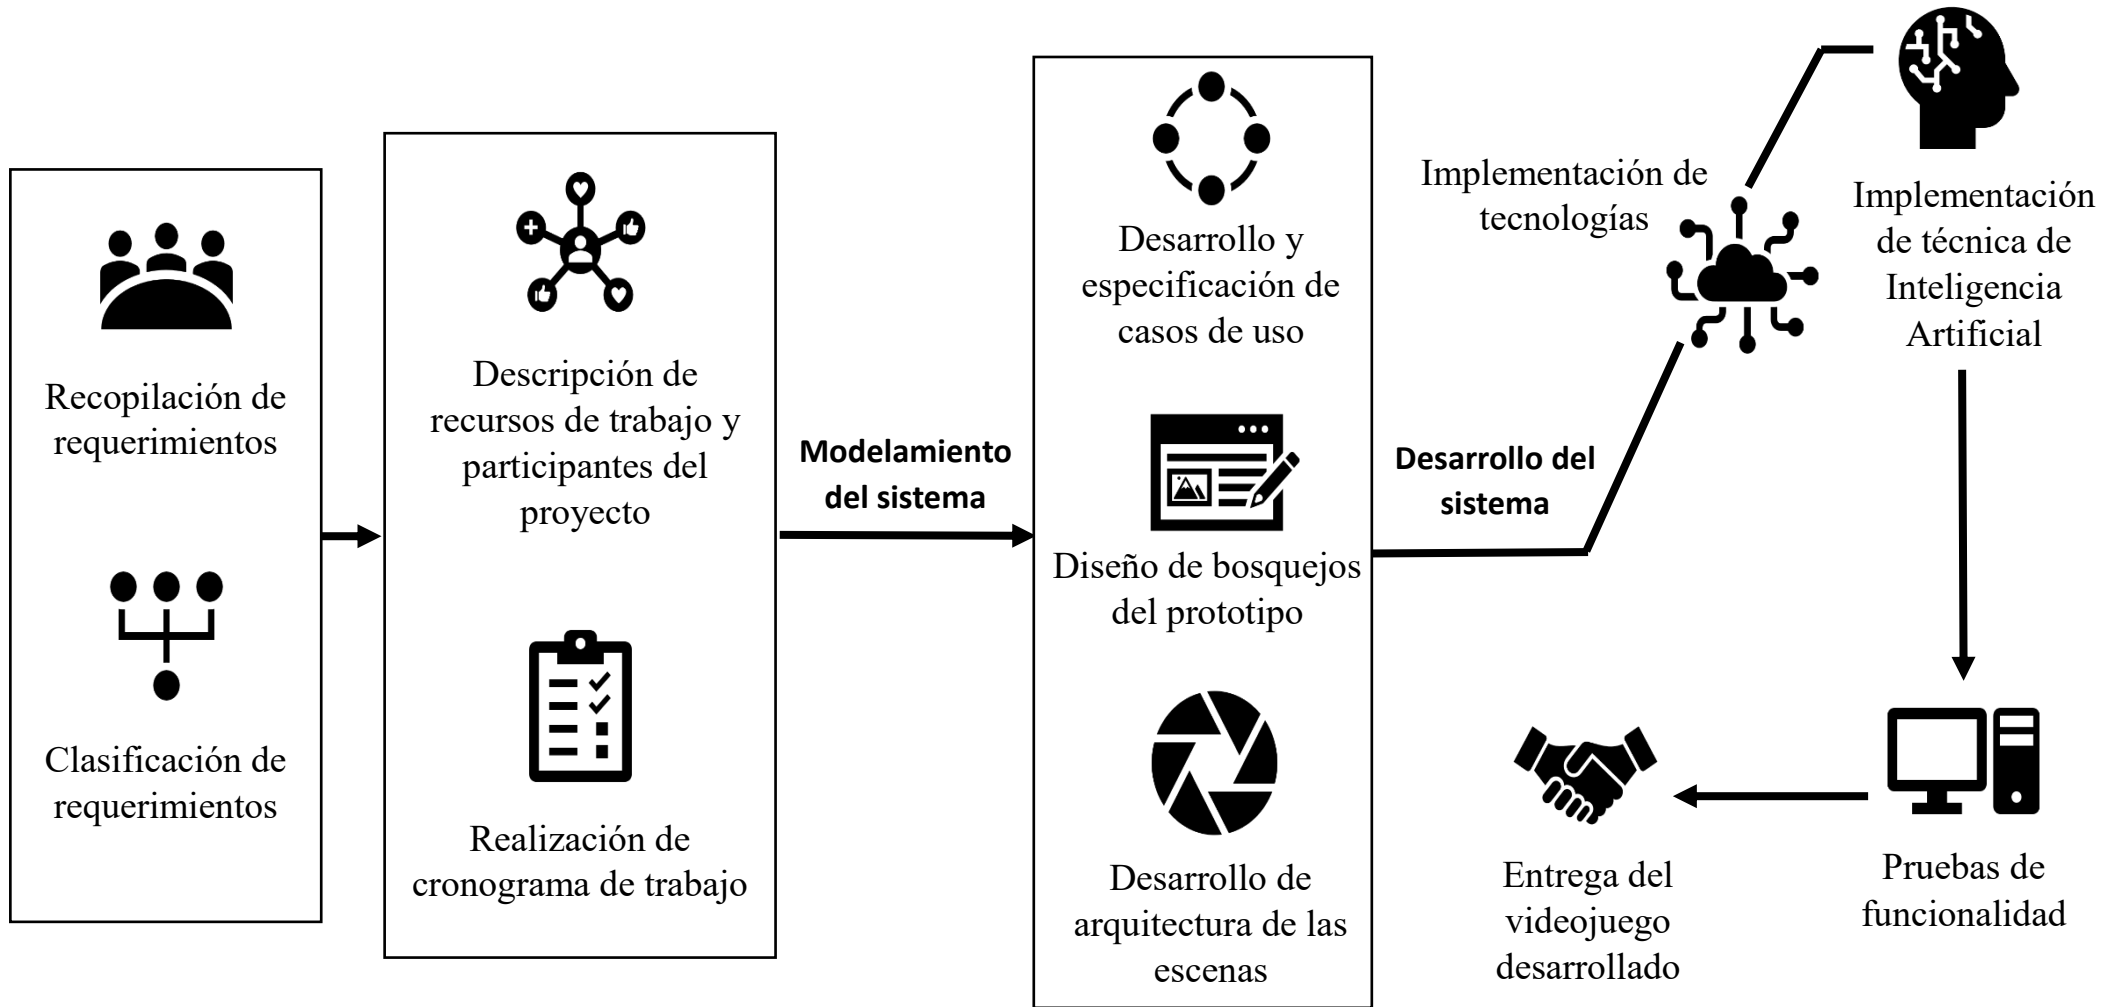 Recopilación de
requerimientos
Clasificación de
requerimientos
Descripción de
recursos de trabajo y
participantes del
proyecto
Realización de
cronograma de trabajo
Modelamiento
del sistema
Desarrollo y
especificación de
casos de uso
Diseño de bosquejos
del prototipo
Desarrollo de
arquitectura de las
escenas
Desarrollo del
sistema
Implementación de
tecnologías
Implementación
de técnica de
Inteligencia
Artificial
Pruebas de
funcionalidad
Entrega del
videojuego
desarrollado